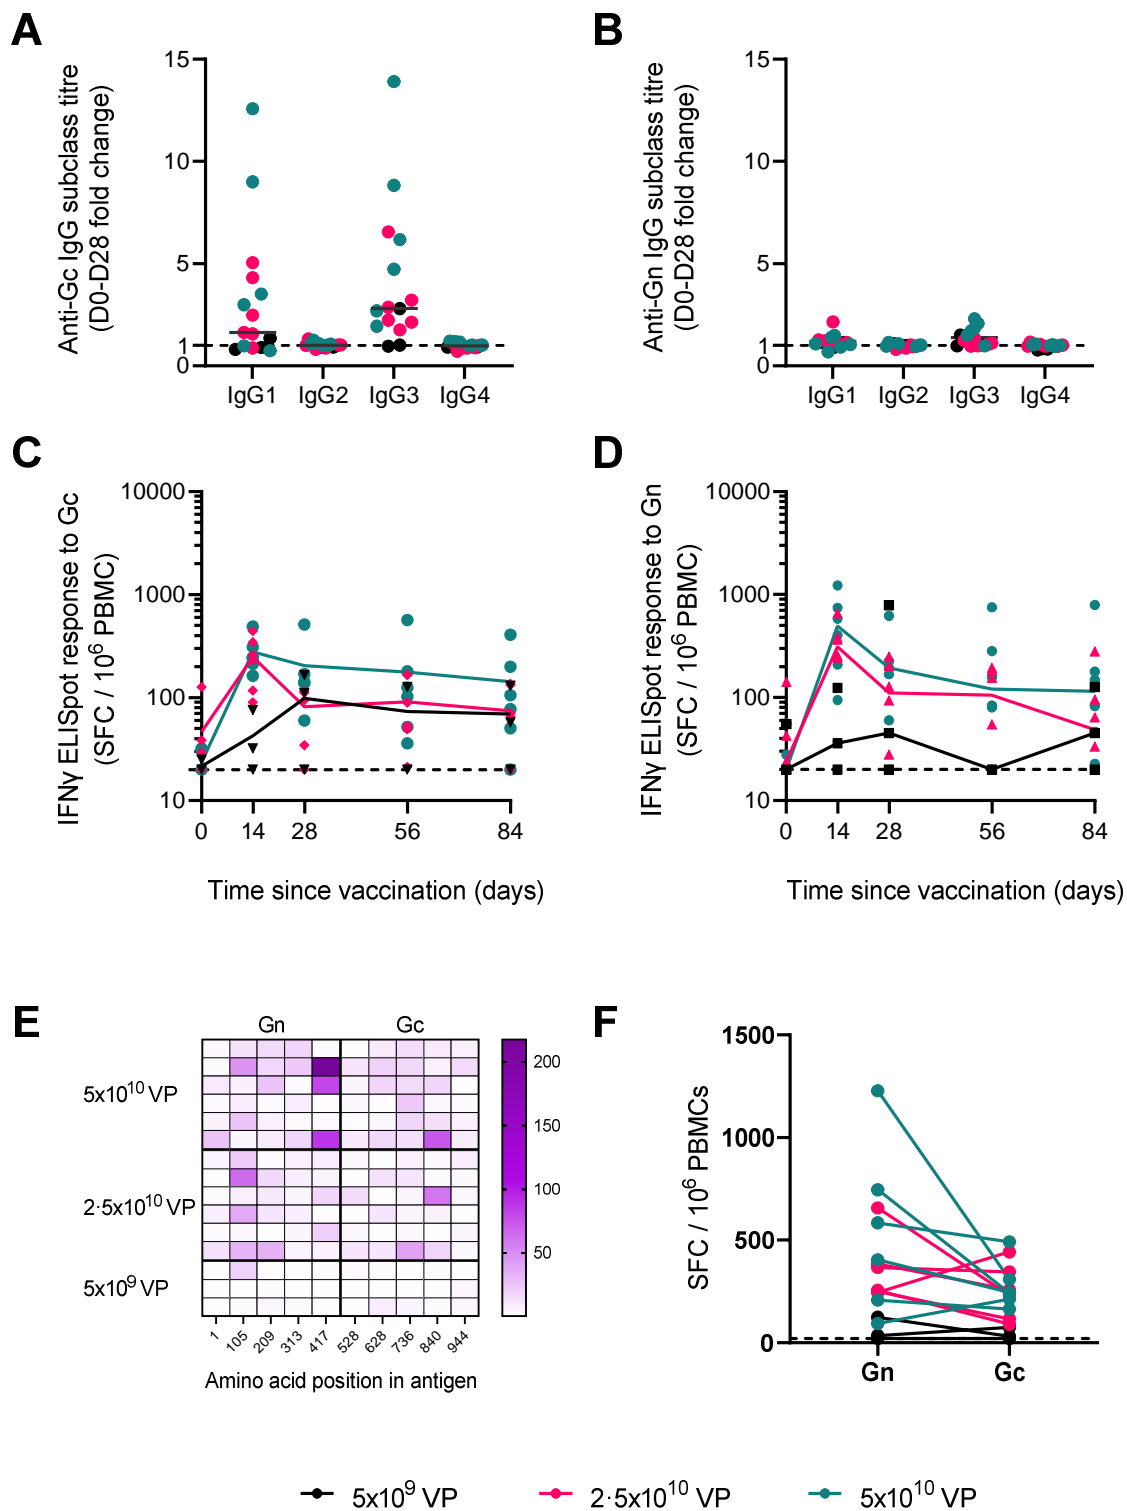 A
B
Anti-Gc IgG subclass titre
(D0-D28 fold change)
15
10
5
1
0
IgG1 IgG2 IgG3 IgG4
Anti-Gn IgG subclass titre
(D0-D28 fold change)
15
10
5
1
0
IgG1 IgG2 IgG3 IgG4
C
D
IFNγ ELISpot response to Gc
(SFC / 10⁶ PBMC)
10000
1000
100
10
0 14 28 56 84
Time since vaccination (days)
IFNγ ELISpot response to Gn
(SFC / 10⁶ PBMC)
10000
1000
100
10
0 14 28 56 84
Time since vaccination (days)
E
Gn Gc
5x10¹⁰ VP
2·5x10¹⁰ VP
5x10⁹ VP
200
150
100
50
1 105 209 313 417 528 628 736 840 944
Amino acid position in antigen
F
SFC / 10⁶ PBMCs
1500
1000
500
0
Gn Gc
5x10⁹ VP 2·5x10¹⁰ VP 5x10¹⁰ VP